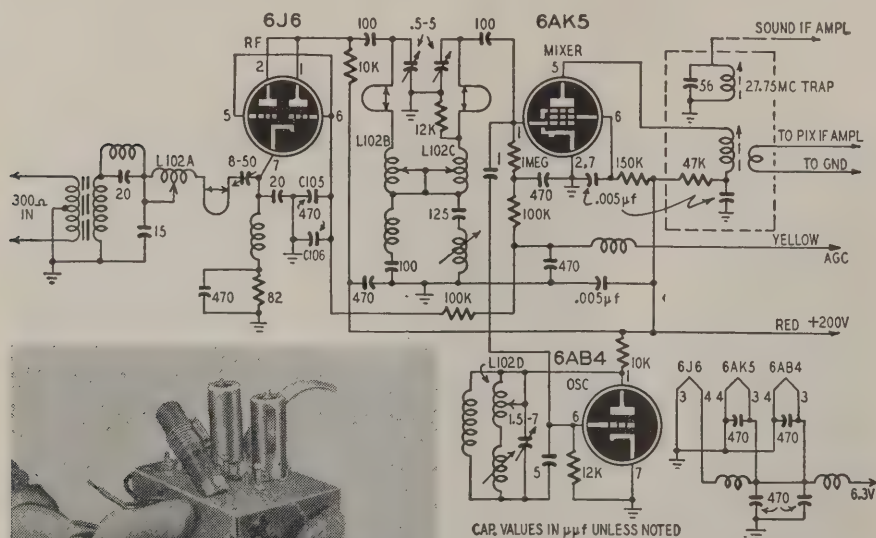 6J6
RF
2
1
5
6
7
300Ω
IN
20
L102A
15
8-50
20
C105
470
C106
470
82
100
.5-5
100
10K
12K
L102B
L102C
125
100
470
100K
6AK5
MIXER
5
6
1
2,7
1
1MEG
470
100K
.005µf
150K
47K
56
27.75MC TRAP
SOUND IF AMPL
TO PIX IF AMPL
TO GND
YELLOW
AGC
470
.005µf
RED +200V
6AB4
OSC
10K
1
6
7
L102D
1.5-7
5
12K
6J6
6AK5
6AB4
3
4
4
3
4
3
470
470
470
6.3V
CAP. VALUES IN µµf UNLESS NOTED